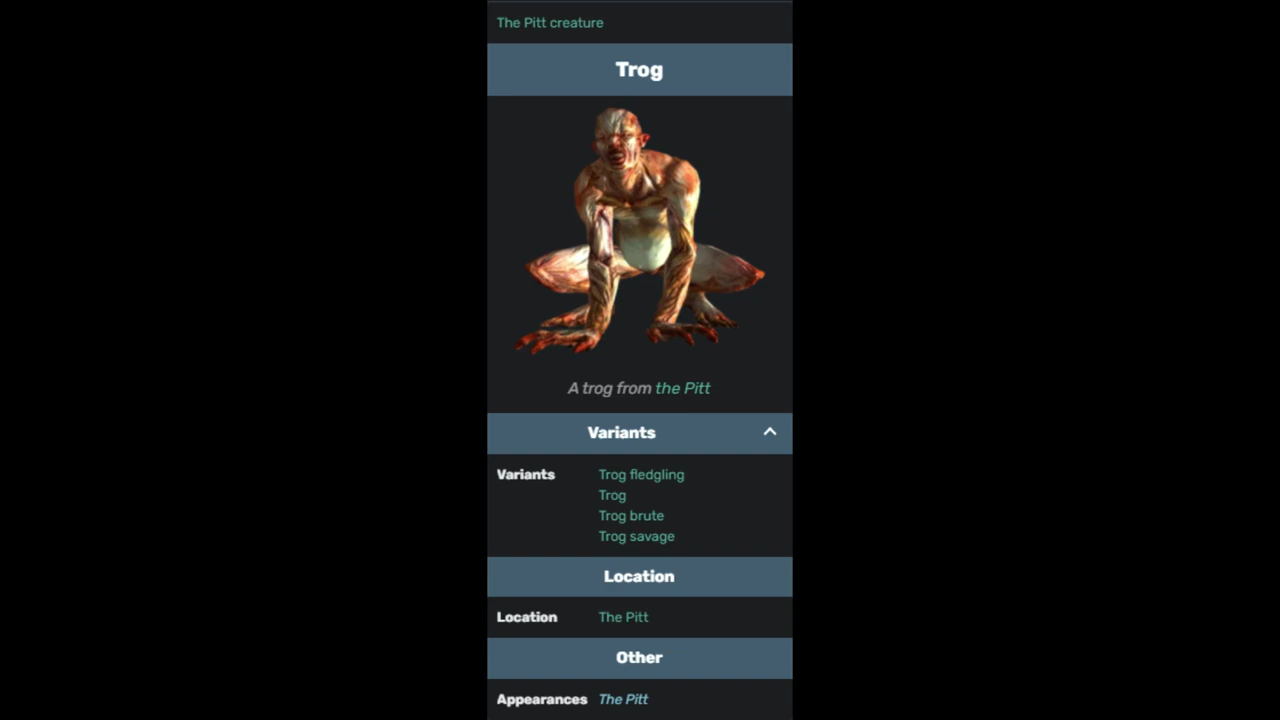 The Pitt creature
Trog
A trog from the Pitt
Variants
Variants Trog fledgling
Trog
Trog brute
Trog savage
Location
Location The Pitt
Other
Appearances The Pitt